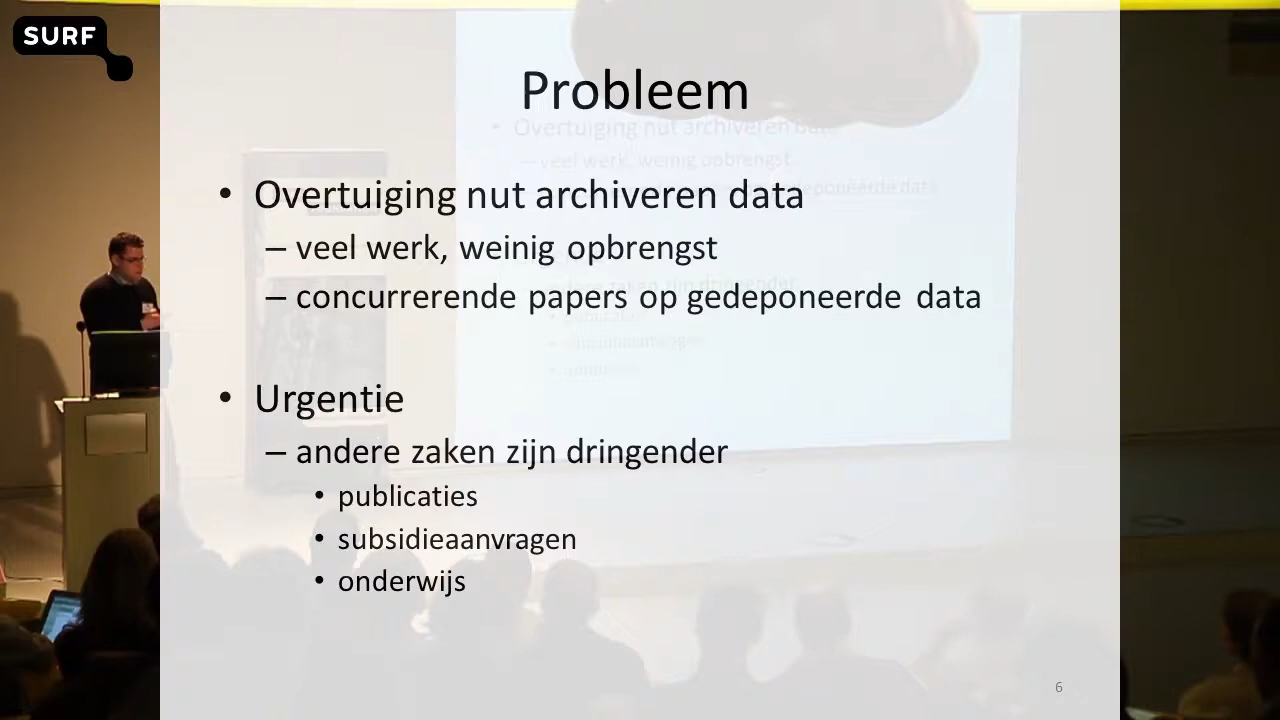 SURF
Probleem
• Overtuiging nut archiveren data
– veel werk, weinig opbrengst
– concurrerende papers op gedeponeerde data
• Urgentie
– andere zaken zijn dringender
• publicaties
• subsidieaanvragen
• onderwijs
6